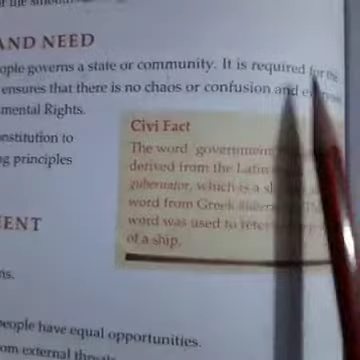 AND NEED
ople governs a state or community. It is required for the
ensures that there is no chaos or confusion and
mental Rights.
onstitution to
ng principles
Civi Fact
The word government
derived from the Latin
gubernator, which is a
word from Greek
word was used to refer
of a ship.
ENT
ns.
people have equal opportunities.
om external threats